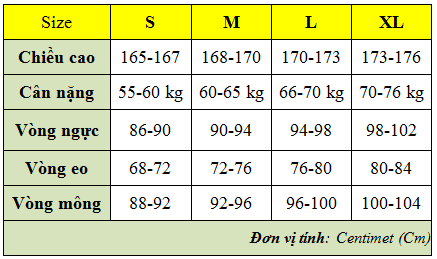 Size S M L XL
Chiều cao 165-167 168-170 170-173 173-176
Cân nặng 55-60 kg 60-65 kg 66-70 kg 70-76 kg
Vòng ngực 86-90 90-94 94-98 98-102
Vòng eo 68-72 72-76 76-80 80-84
Vòng mông 88-92 92-96 96-100 100-104
Đơn vị tính: Centimet (Cm)